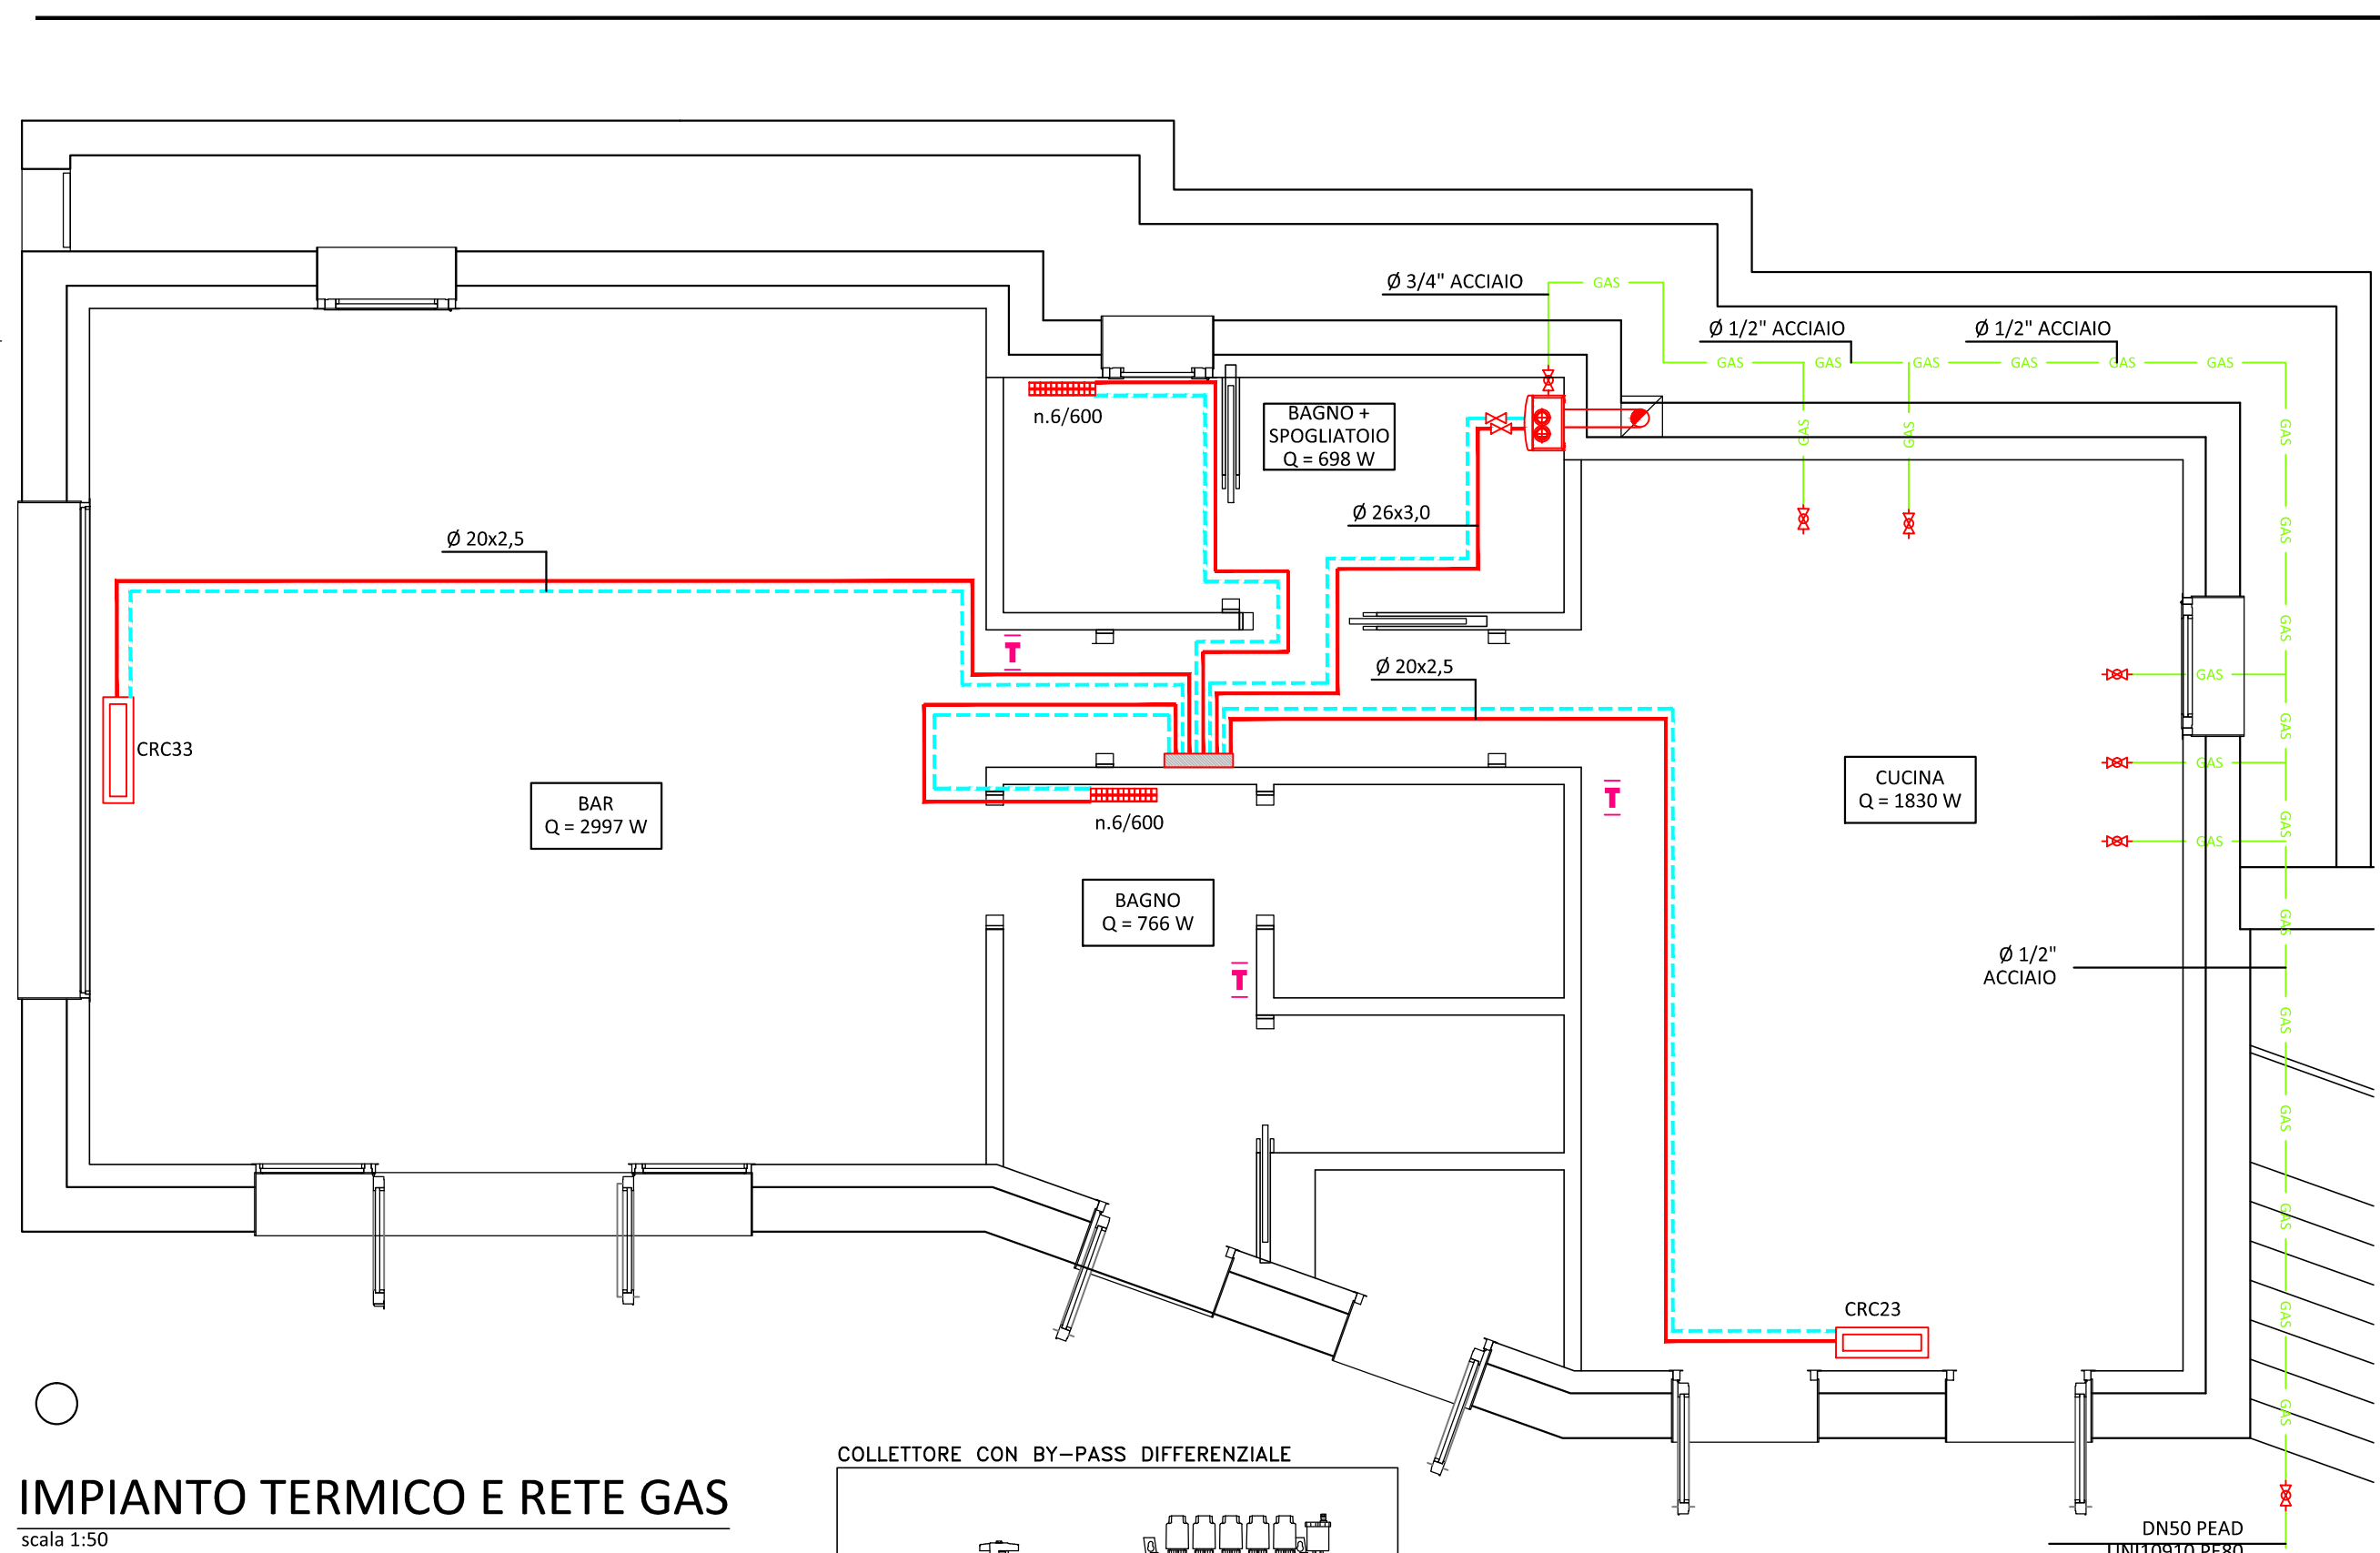 Ø 3/4" ACCIAIO
GAS
Ø 1/2" ACCIAIO
Ø 1/2" ACCIAIO
GAS
GAS
GAS
GAS
GAS
GAS
n.6/600
BAGNO +
SPOGLIATOIO
Q = 698 W
GAS
GAS
GAS
Ø 26x3,0
GAS
Ø 20x2,5
GAS
T
Ø 20x2,5
GAS
GAS
GAS
CRC33
GAS
T
CUCINA
Q = 1830 W
BAR
Q = 2997 W
n.6/600
GAS
GAS
BAGNO
Q = 766 W
GAS
Ø 1/2"
ACCIAIO
T
GAS
GAS
GAS
CRC23
GAS
GAS
COLLETTORE CON BY-PASS DIFFERENZIALE
IMPIANTO TERMICO E RETE GAS
scala 1:50
DN50 PEAD
UNI10910 PE80